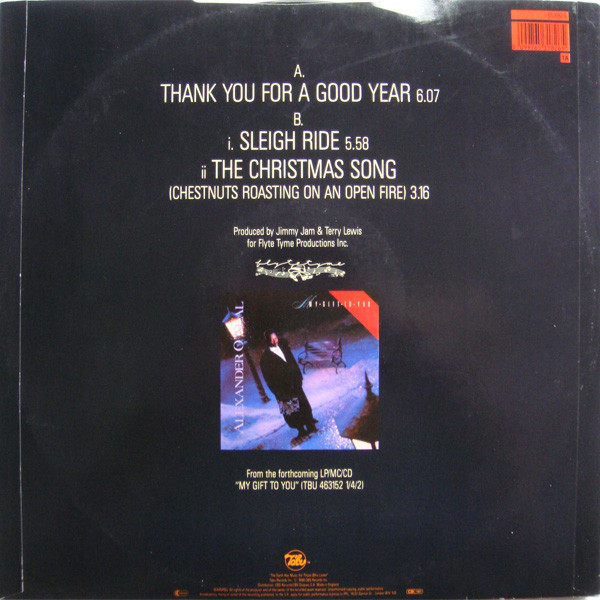 A.
THANK YOU FOR A GOOD YEAR 6.07
B.
i. SLEIGH RIDE 5.58
ii THE CHRISTMAS SONG
(CHESTNUTS ROASTING ON AN OPEN FIRE) 3.16
Produced by Jimmy Jam & Terry Lewis
for Flyte Tyme Productions Inc.
flyte tyme
MY·GIFT·TO·YOU
ALEXANDER O'NEAL
From the forthcoming LP/MC/CD
"MY GIFT TO YOU" (TBU 463152 1/4/2)
Tabu